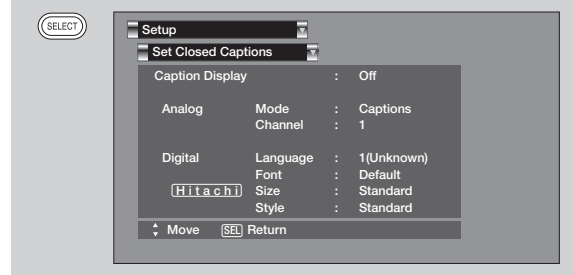 SELECT
Setup
Set Closed Captions
Caption Display : Off
Analog Mode : Captions
Channel : 1
Digital Language : 1(Unknown)
Font : Default
Hitachi Size : Standard
Style : Standard
Move SEL Return